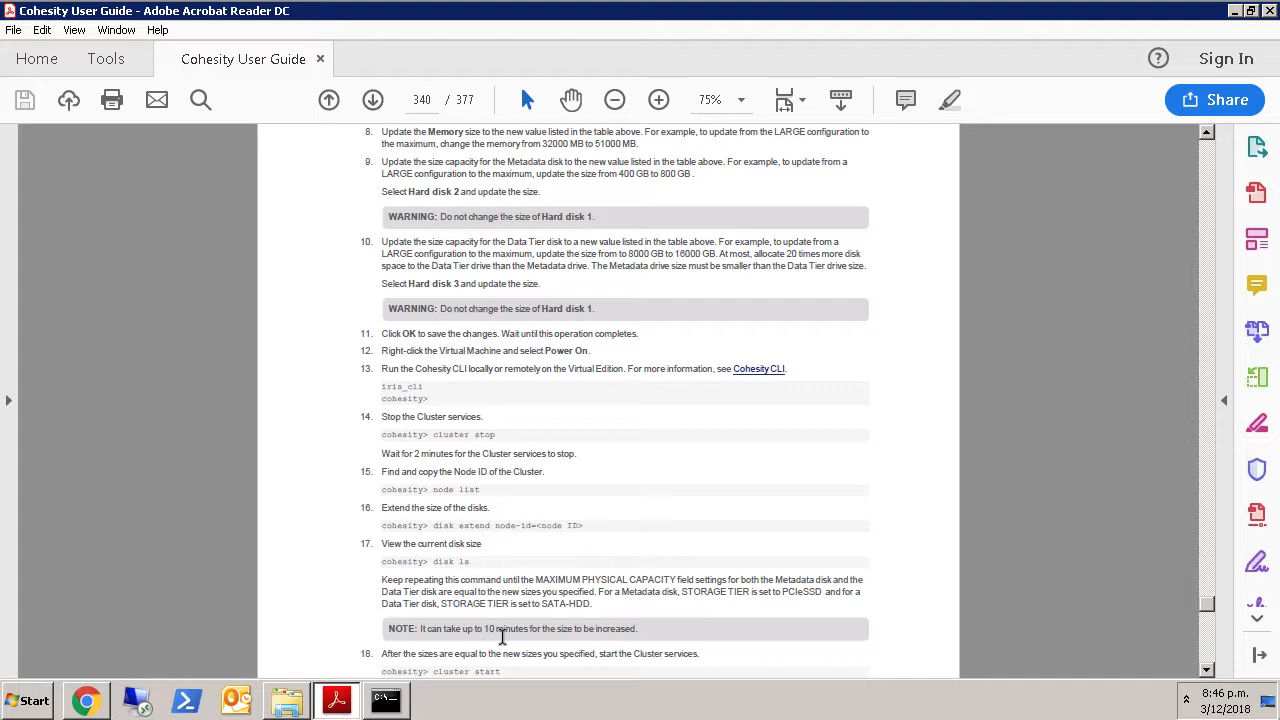 Cohesity User Guide - Adobe Acrobat Reader DC
File Edit View Window Help
Home Tools Cohesity User Guide × Sign In
340 / 377 75% Share
8. Update the Memory size to the new value listed in the table above. For example, to update from the LARGE configuration to
the maximum, change the memory from 32000 MB to 51000 MB.
9. Update the size capacity for the Metadata disk to the new value listed in the table above. For example, to update from a
LARGE configuration to the maximum, update the size from 400 GB to 800 GB .
Select Hard disk 2 and update the size.
WARNING: Do not change the size of Hard disk 1.
10. Update the size capacity for the Data Tier disk to a new value listed in the table above. For example, to update from a
LARGE configuration to the maximum, update the size from to 8000 GB to 16000 GB. At most, allocate 20 times more disk
space to the Data Tier drive than the Metadata drive. The Metadata drive size must be smaller than the Data Tier drive size.
Select Hard disk 3 and update the size.
WARNING: Do not change the size of Hard disk 1.
11. Click OK to save the changes. Wait until this operation completes.
12. Right-click the Virtual Machine and select Power On.
13. Run the Cohesity CLI locally or remotely on the Virtual Edition. For more information, see Cohesity CLI.
iris_cli
cohesity>
14. Stop the Cluster services.
cohesity> cluster stop
Wait for 2 minutes for the Cluster services to stop.
15. Find and copy the Node ID of the Cluster.
cohesity> node list
16. Extend the size of the disks.
cohesity> disk extend node-id=<node ID>
17. View the current disk size
cohesity> disk ls
Keep repeating this command until the MAXIMUM PHYSICAL CAPACITY field settings for both the Metadata disk and the
Data Tier disk are equal to the new sizes you specified. For a Metadata disk, STORAGE TIER is set to PCIeSSD and for a
Data Tier disk, STORAGE TIER is set to SATA-HDD.
NOTE: It can take up to 10 minutes for the size to be increased.
18. After the sizes are equal to the new sizes you specified, start the Cluster services.
cohesity> cluster start
Start
8:46 p.m.
3/12/2018